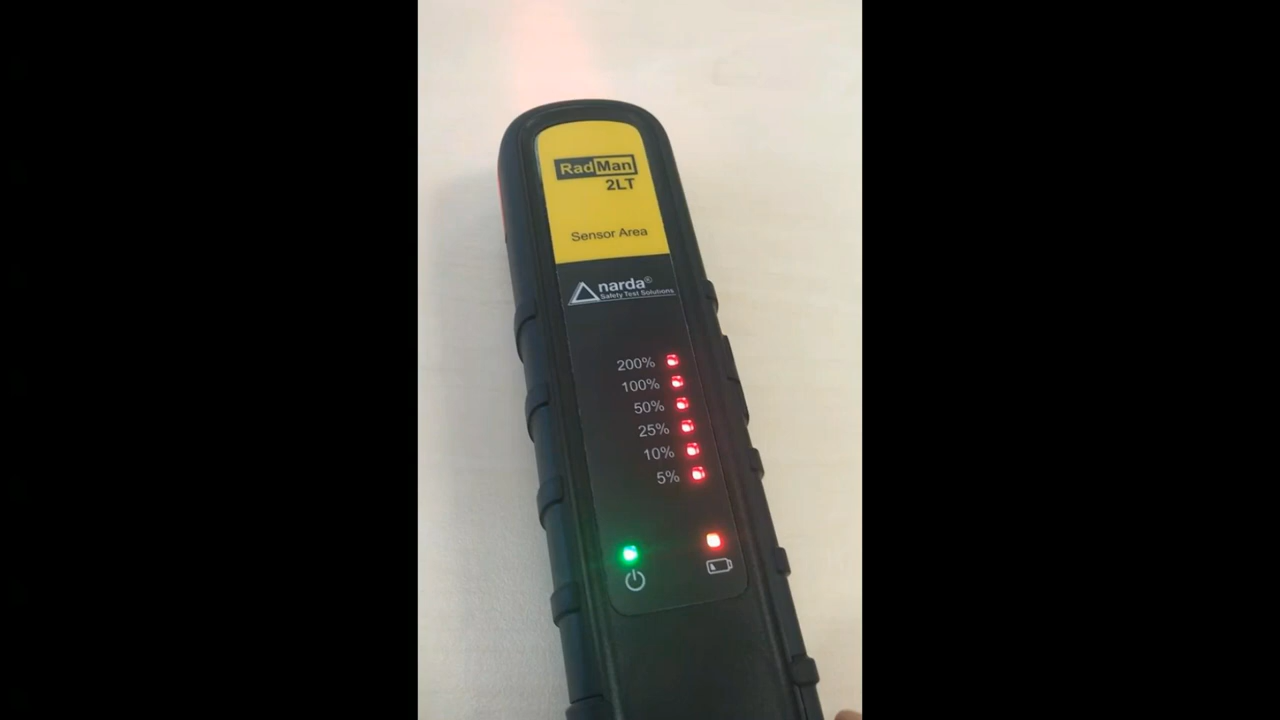 RadMan
2LT
Sensor Area
narda®
Safety Test Solutions
200%
100%
50%
25%
10%
5%